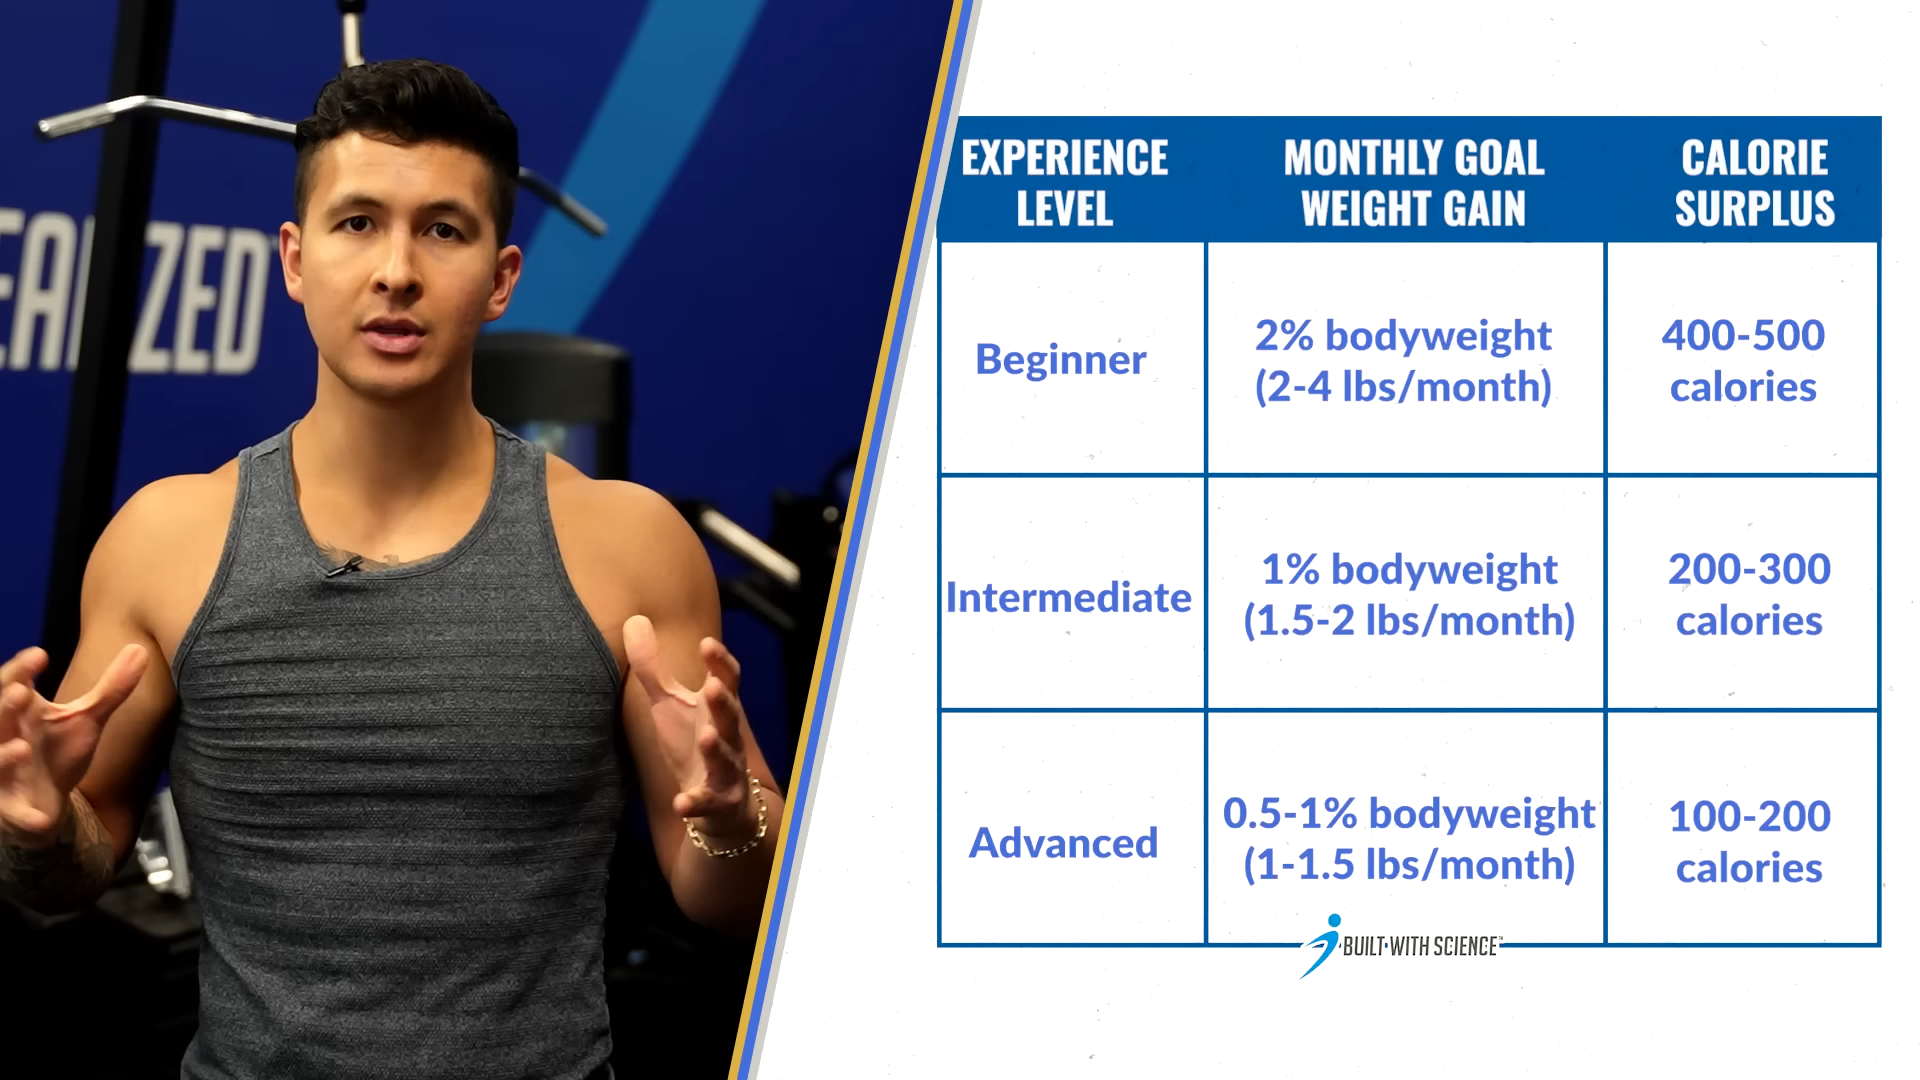 EXPERIENCE
LEVEL
MONTHLY GOAL
WEIGHT GAIN
CALORIE
SURPLUS
Beginner
2% bodyweight
(2-4 lbs/month)
400-500
calories
Intermediate
1% bodyweight
(1.5-2 lbs/month)
200-300
calories
Advanced
0.5-1% bodyweight
(1-1.5 lbs/month)
100-200
calories
BUILT WITH SCIENCE™